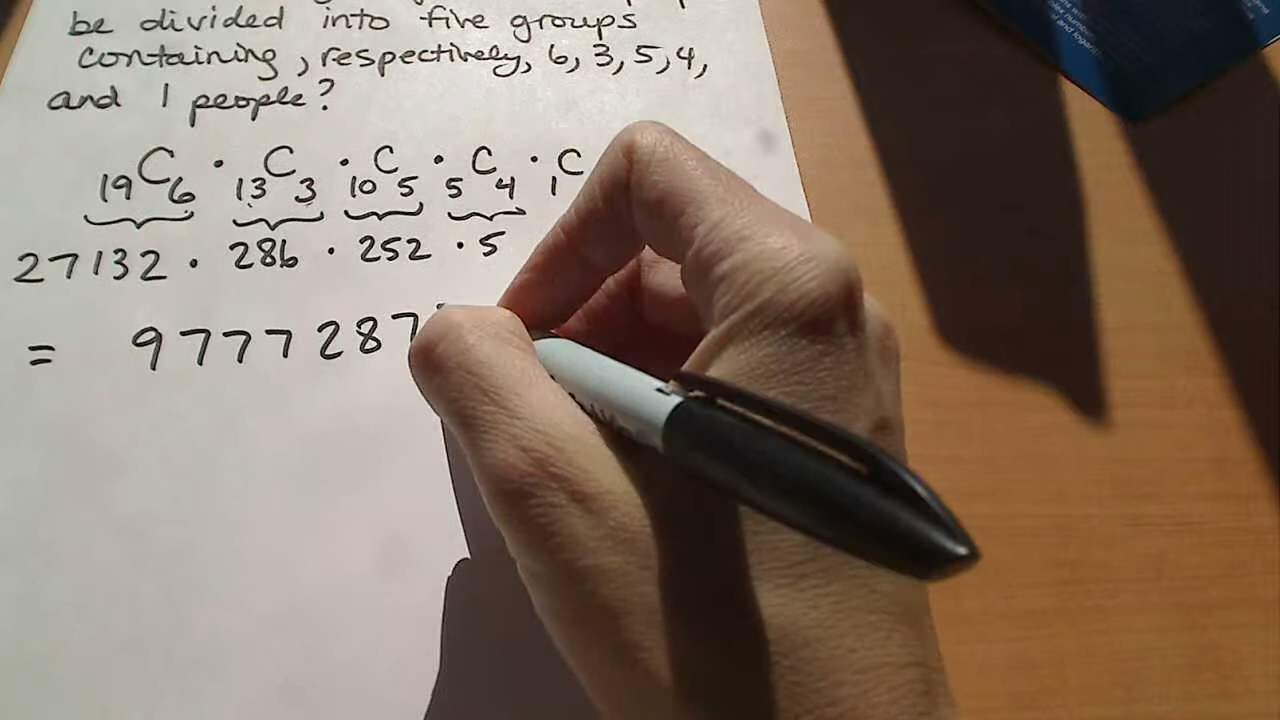 be divided into five groups
containing, respectively, 6, 3, 5, 4,
and 1 people?
19C6 · 13C3 · 10C5 · 5C4 · 1C
27132 · 286 · 252 · 5
= 9777287